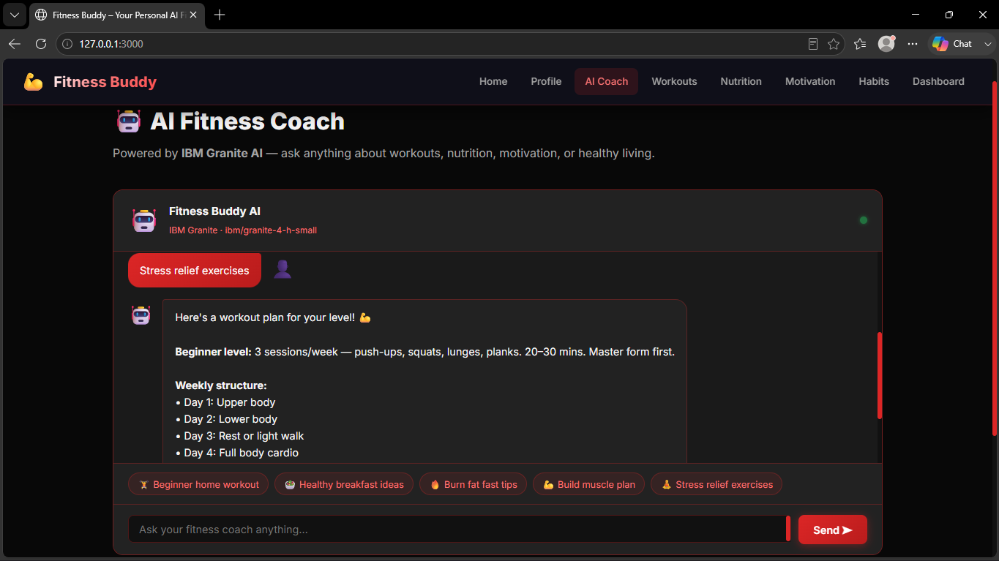 Fitness Buddy – Your Personal AI Fi
127.0.0.1:3000
Chat
Fitness Buddy
Home
Profile
AI Coach
Workouts
Nutrition
Motivation
Habits
Dashboard
AI Fitness Coach
Powered by IBM Granite AI — ask anything about workouts, nutrition, motivation, or healthy living.
Fitness Buddy AI
IBM Granite · ibm/granite-4-h-small
Stress relief exercises
Here's a workout plan for your level! 💪
Beginner level: 3 sessions/week — push-ups, squats, lunges, planks. 20–30 mins. Master form first.
Weekly structure:
• Day 1: Upper body
• Day 2: Lower body
• Day 3: Rest or light walk
• Day 4: Full body cardio
Beginner home workout
Healthy breakfast ideas
Burn fat fast tips
Build muscle plan
Stress relief exercises
Ask your fitness coach anything...
Send ➤